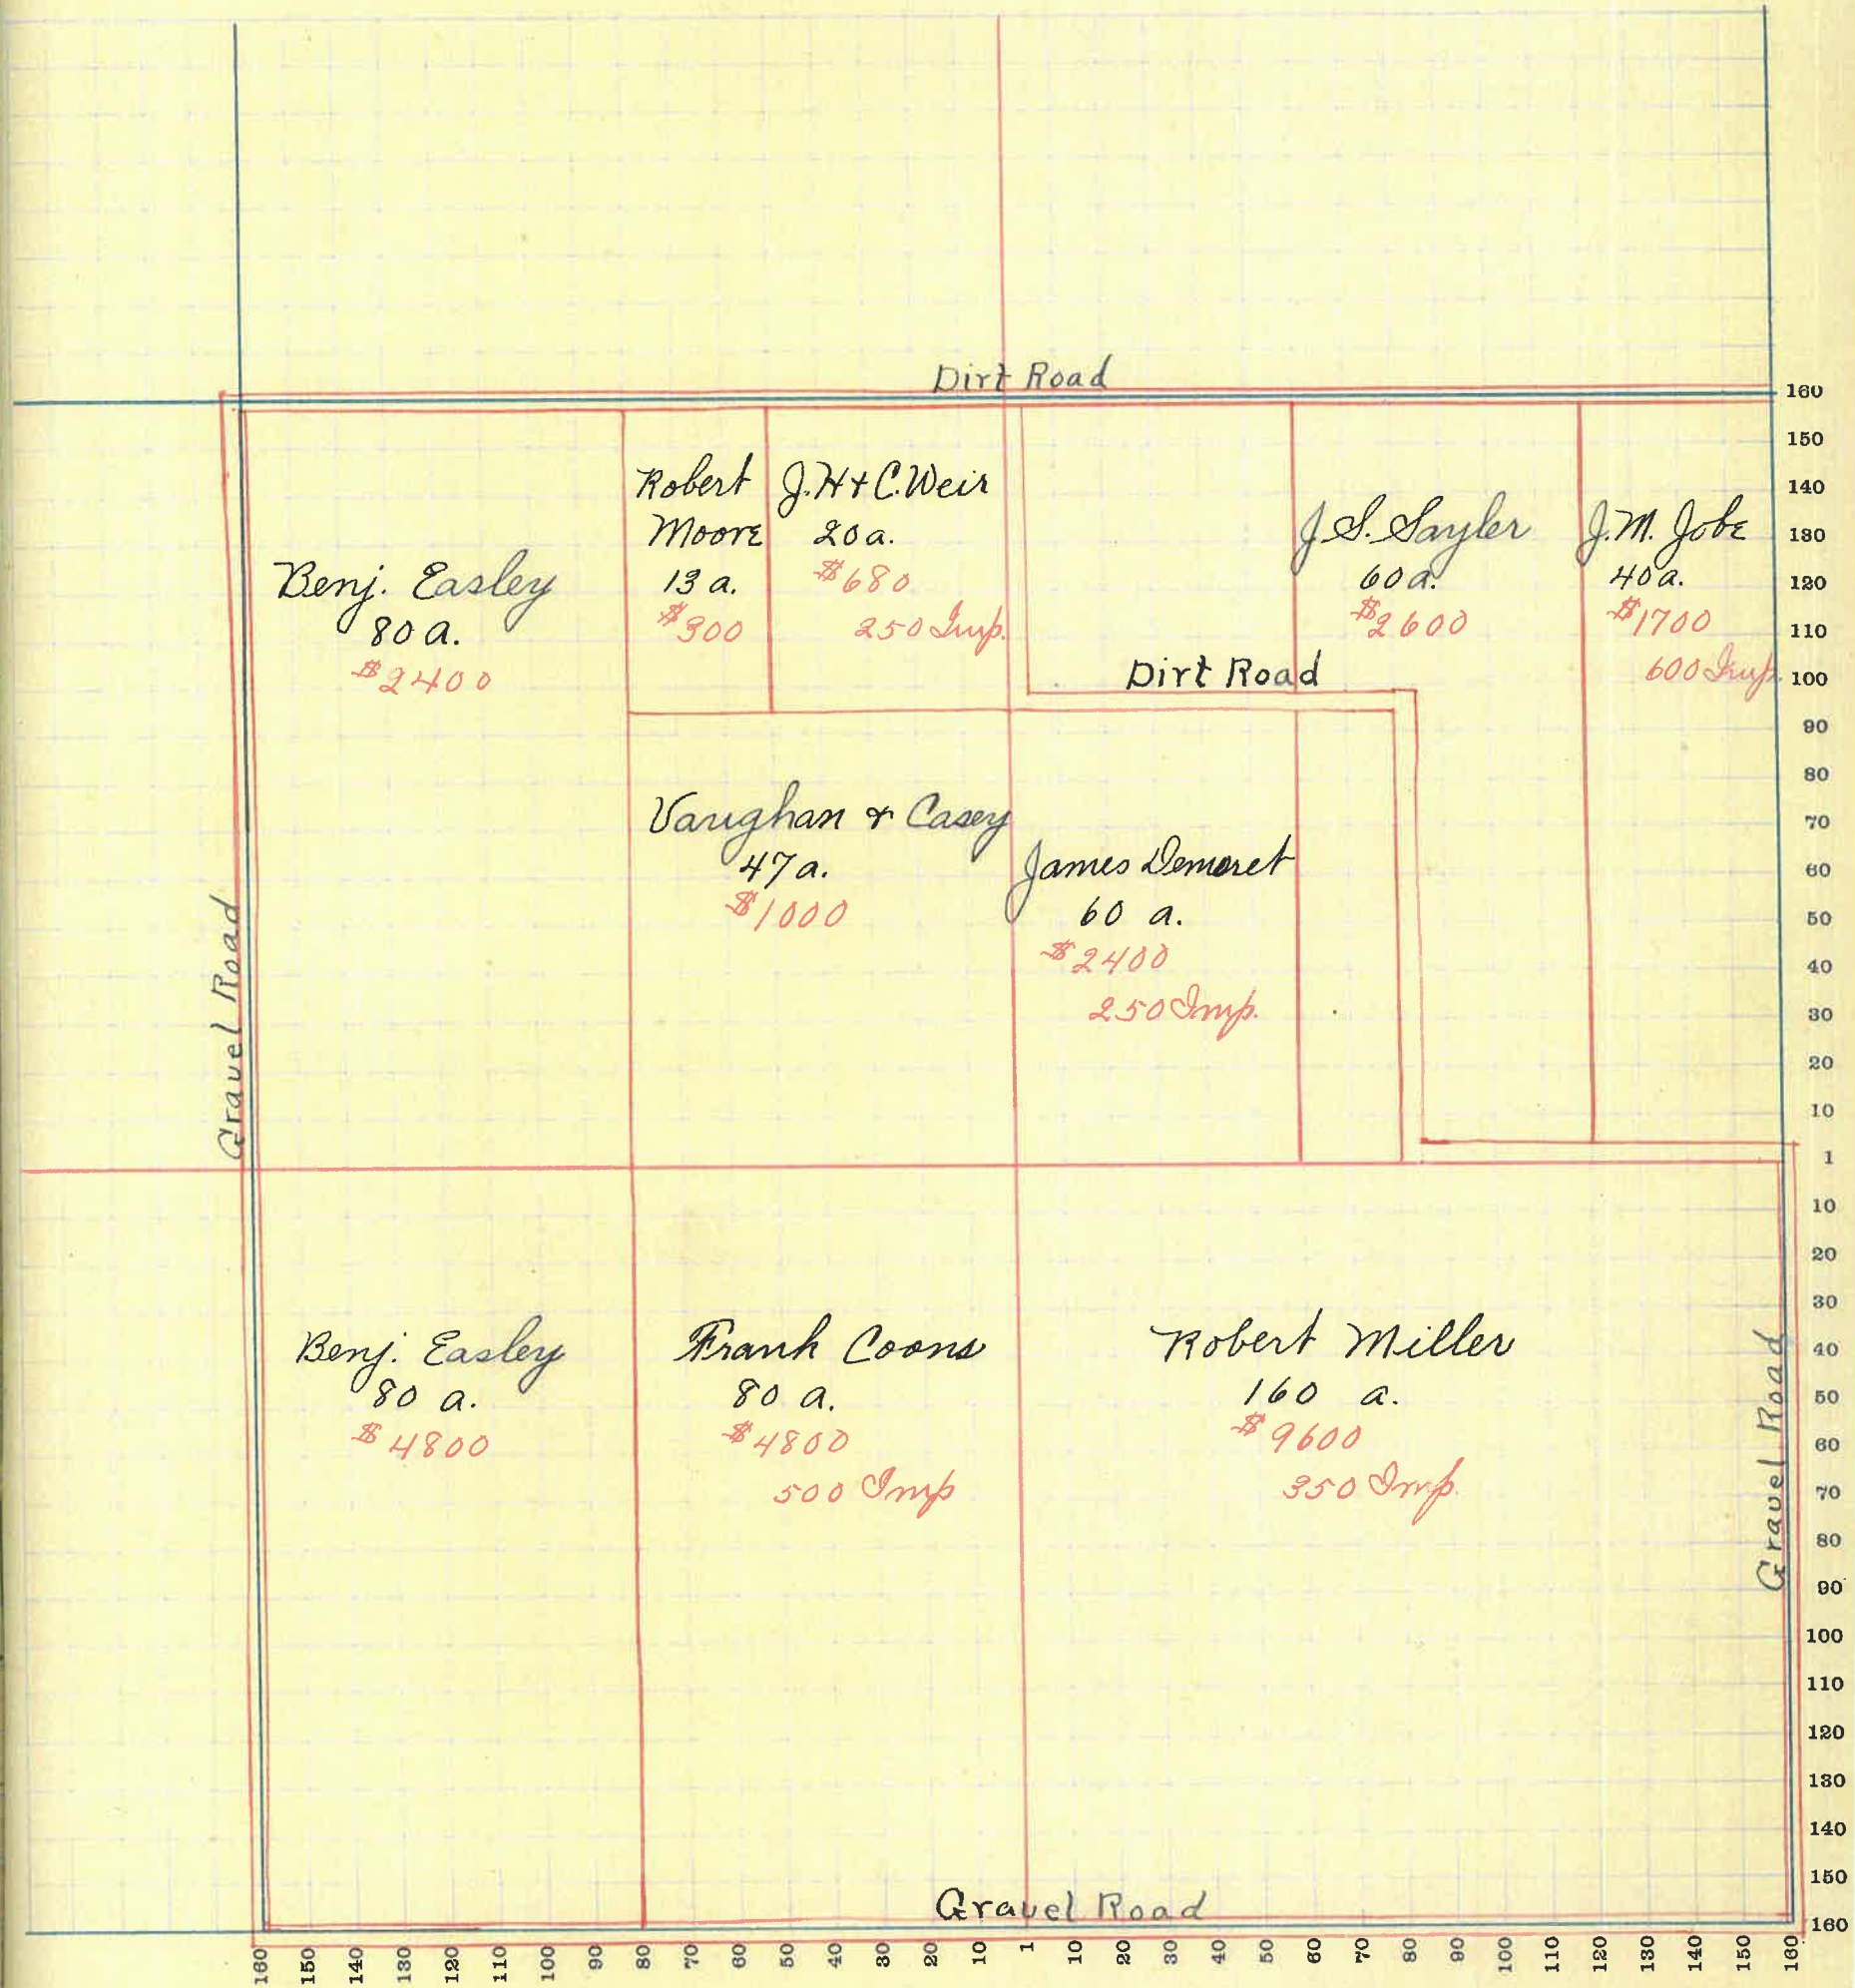 Dirt Road
Benj. Easley
80 a.
$2400
Robert
Moore
13 a.
$300
J.H & C. Weir
20 a.
$680
250 Imp.
J. S. Sayler
60 a.
$2600
J. M. Jobe
40 a.
$1700
600 Imp.
Dirt Road
Vaughan & Casey
47 a.
$1000
James Demoret
60 a.
$2400
250 Imp.
Gravel Road
Benj. Easley
80 a.
$4800
Frank Coons
80 a.
$4800
500 Imp
Robert Miller
160 a.
$9600
350 Imp.
Gravel Road
Gravel Road
160
150
140
130
120
110
100
90
80
70
60
50
40
30
20
10
1
10
20
30
40
50
60
70
80
90
100
110
120
130
140
150
160
160 150 140 130 120 110 100 90 80 70 60 50 40 30 20 10 1 10 20 30 40 50 60 70 80 90 100 110 120 130 140 150 160